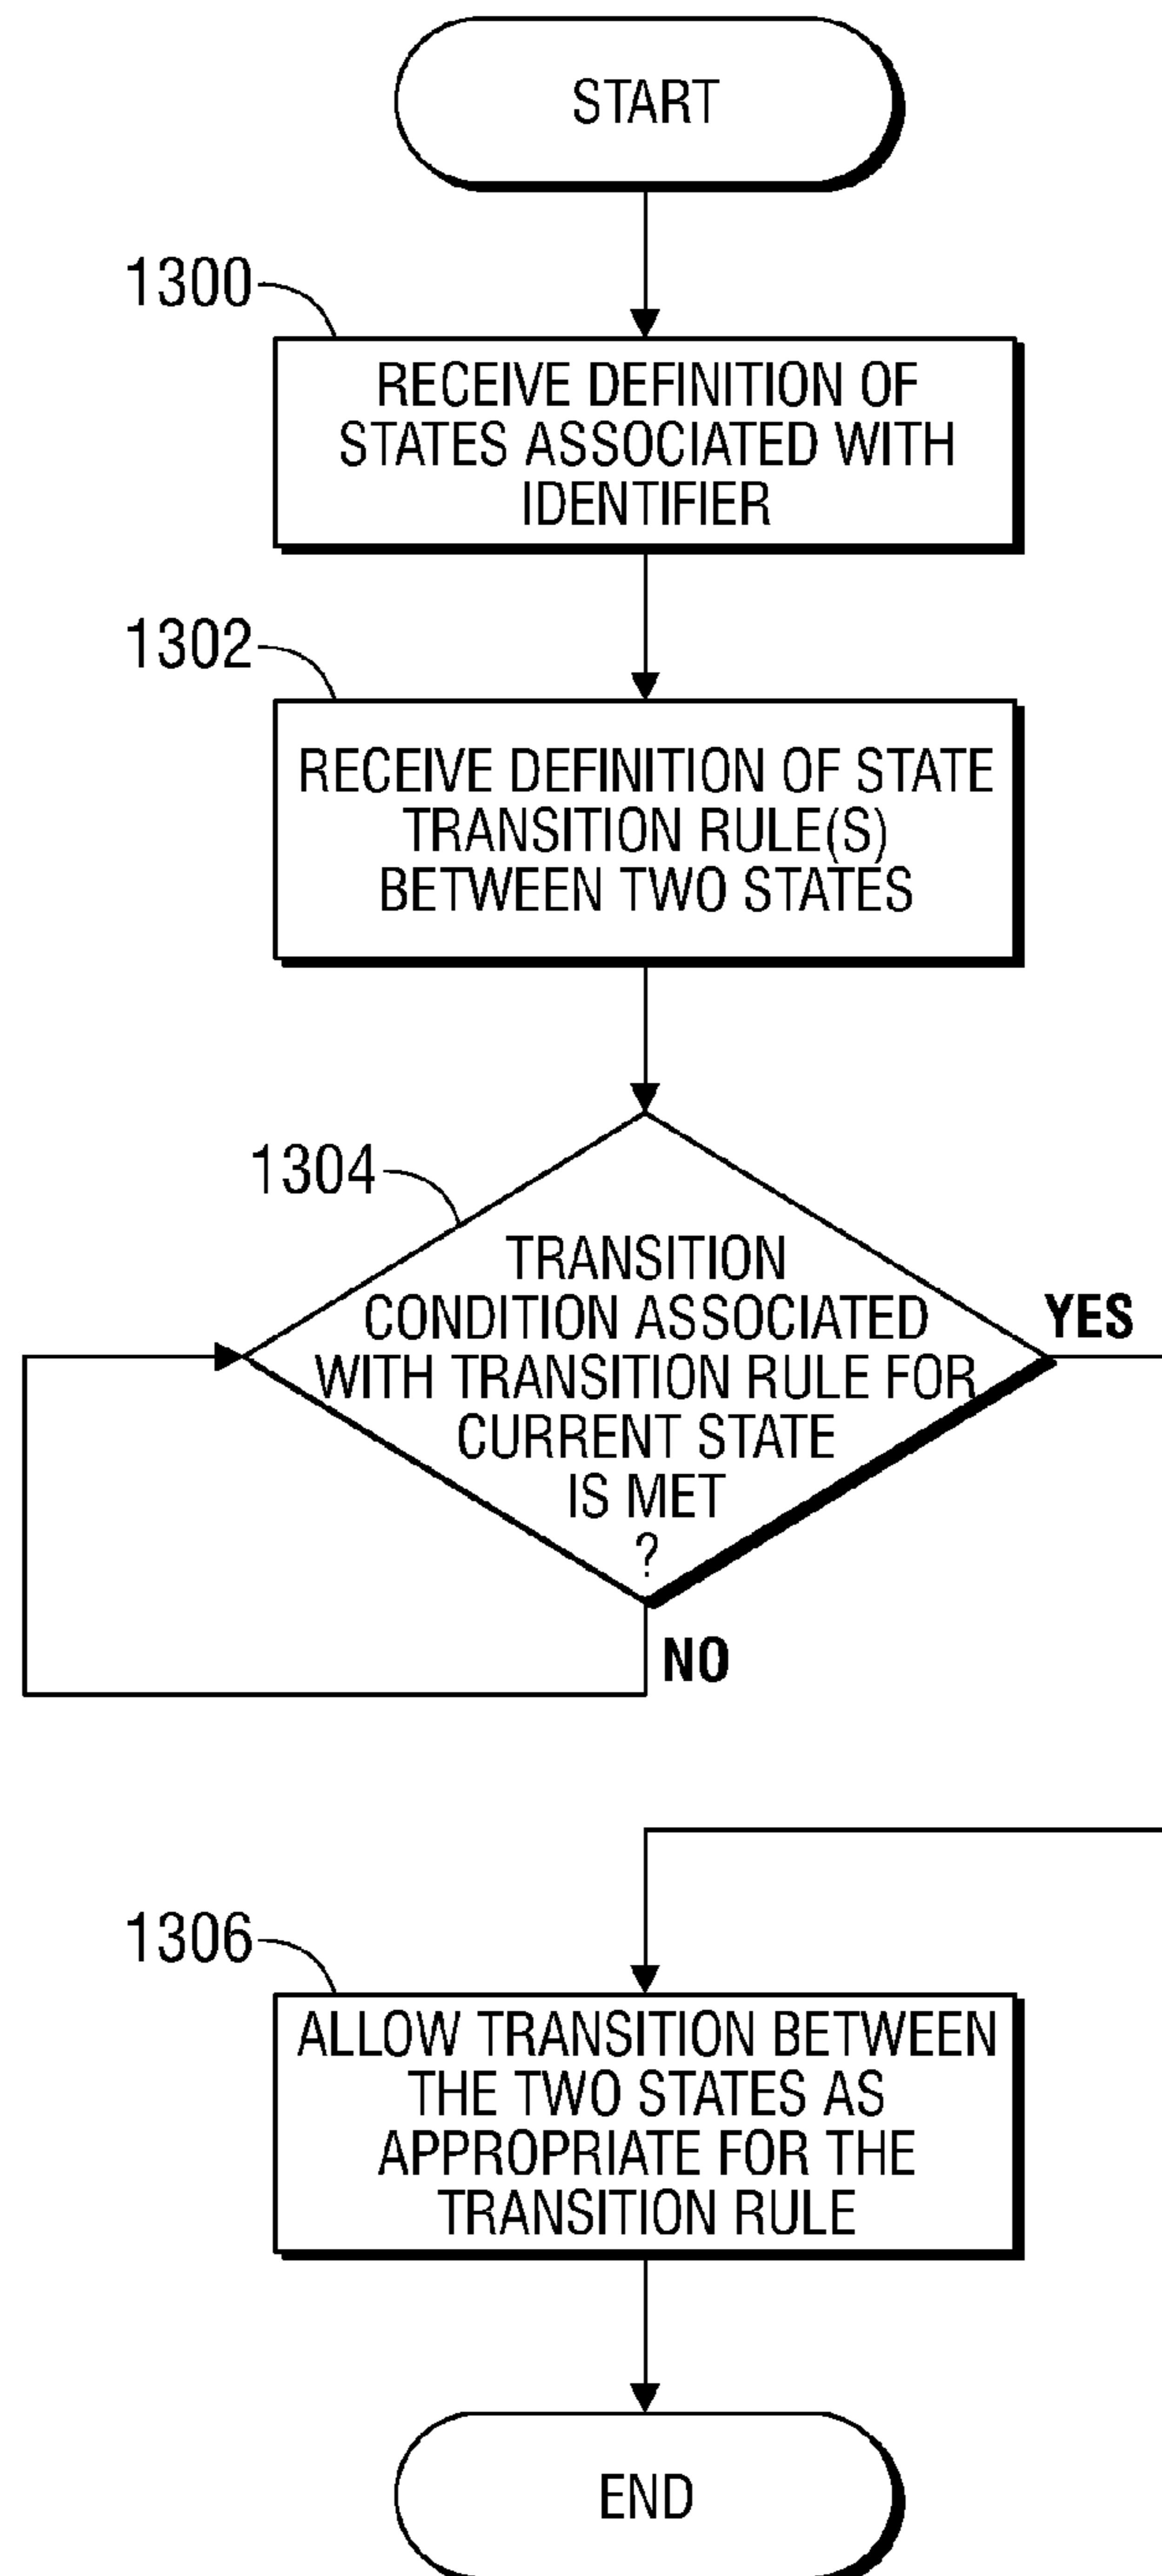 START
1300
RECEIVE DEFINITION OF
STATES ASSOCIATED WITH
IDENTIFIER
1302
RECEIVE DEFINITION OF STATE
TRANSITION RULE(S)
BETWEEN TWO STATES
1304
TRANSITION
CONDITION ASSOCIATED
WITH TRANSITION RULE FOR
CURRENT STATE
IS MET
?
YES
NO
1306
ALLOW TRANSITION BETWEEN
THE TWO STATES AS
APPROPRIATE FOR THE
TRANSITION RULE
END